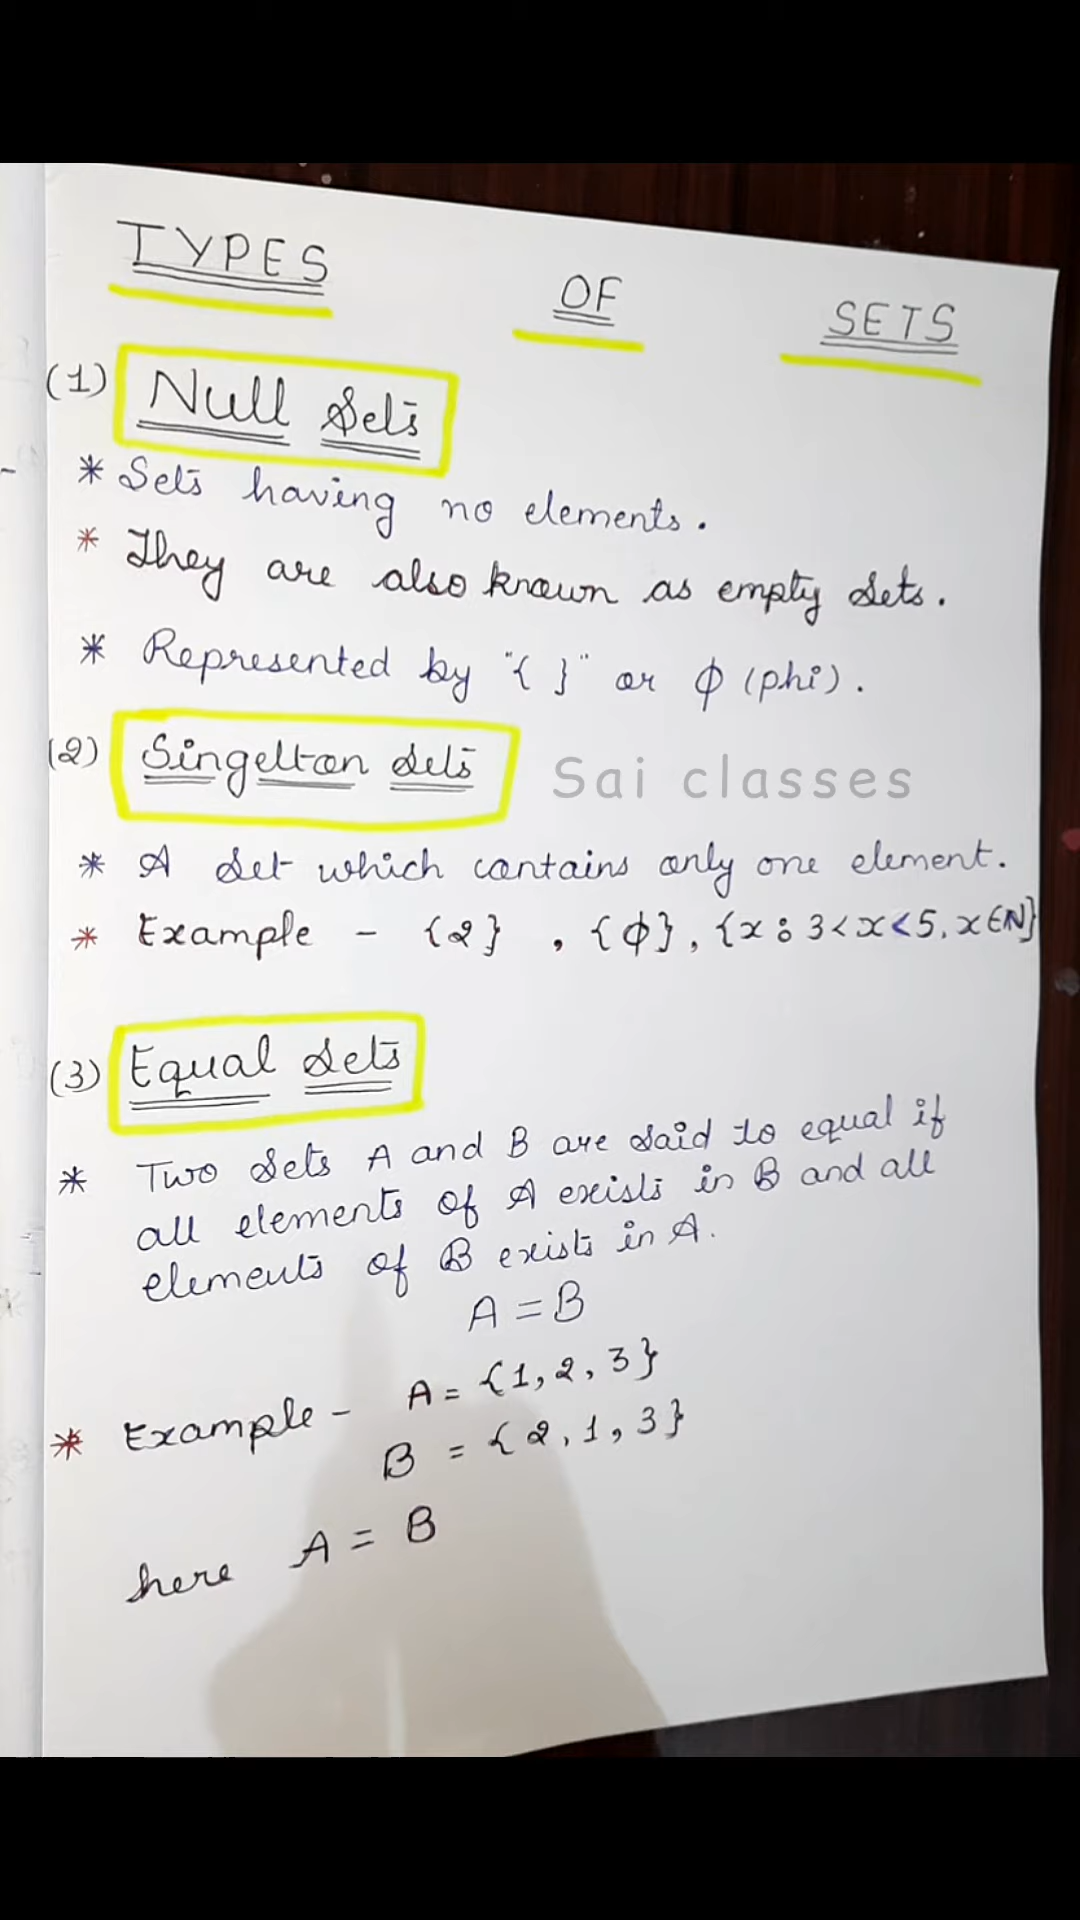 TYPES OF SETS
(1) Null Sets
* Sets having no elements.
* They are also known as empty sets.
* Represented by "{ }" or ϕ (phi).
(2) Singelton Sets
Sai classes
* A set which contains only one element.
* Example - {2} , {ϕ}, {x : 3<x<5, x∈N}
(3) Equal Sets
* Two sets A and B are said to equal if
all elements of A exists in B and all
elements of B exists in A.
A = B
* Example - A = {1, 2, 3}
B = {2, 1, 3}
here A = B